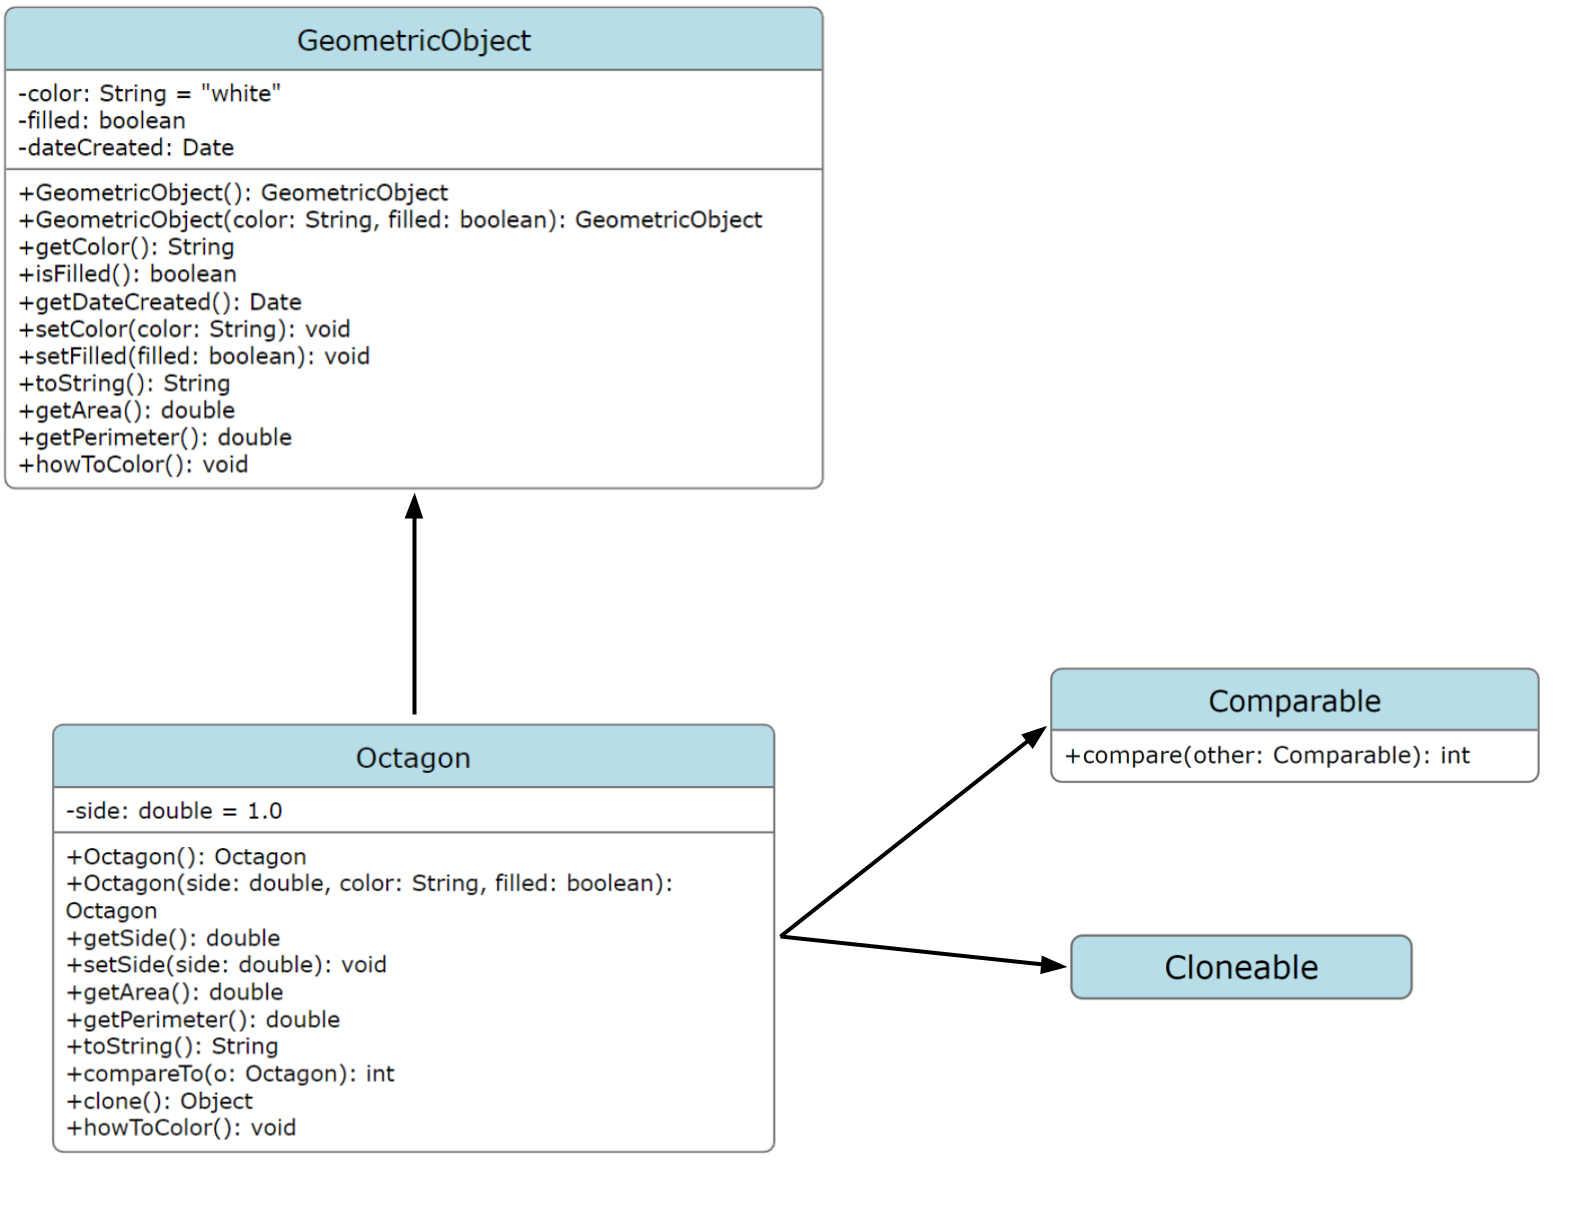 GeometricObject
-color: String = "white"
-filled: boolean
-dateCreated: Date
+GeometricObject(): GeometricObject
+GeometricObject(color: String, filled: boolean): GeometricObject
+getColor(): String
+isFilled(): boolean
+getDateCreated(): Date
+setColor(color: String): void
+setFilled(filled: boolean): void
+toString(): String
+getArea(): double
+getPerimeter(): double
+howToColor(): void
Octagon
-side: double = 1.0
+Octagon(): Octagon
+Octagon(side: double, color: String, filled: boolean):
Octagon
+getSide(): double
+setSide(side: double): void
+getArea(): double
+getPerimeter(): double
+toString(): String
+compareTo(o: Octagon): int
+clone(): Object
+howToColor(): void
Comparable
+compare(other: Comparable): int
Cloneable